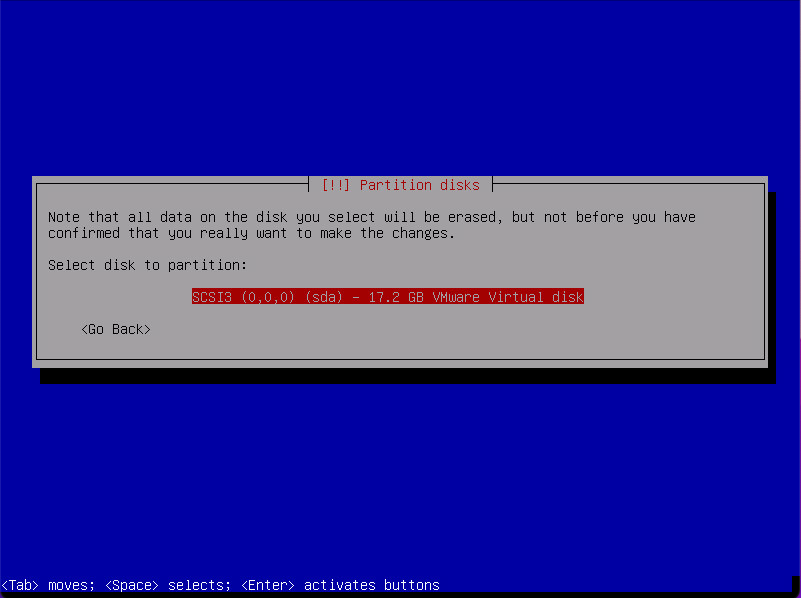 [!!] Partition disks
Note that all data on the disk you select will be erased, but not before you have
confirmed that you really want to make the changes.
Select disk to partition:
SCSI3 (0,0,0) (sda) - 17.2 GB VMware Virtual disk
<Go Back>
<Tab> moves; <Space> selects; <Enter> activates buttons